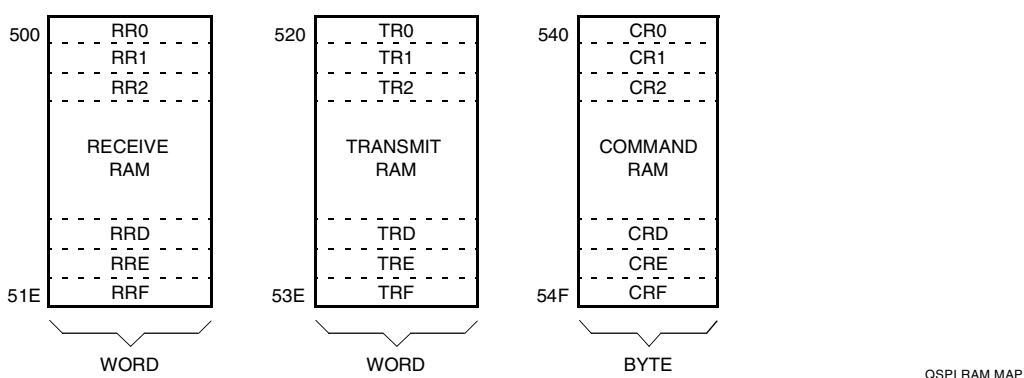 500 RR0 520 TR0 540 CR0
RR1 TR1 CR1
RR2 TR2 CR2
RECEIVE TRANSMIT COMMAND
RAM RAM RAM
RRD TRD CRD
RRE TRE CRE
51E RRF 53E TRF 54F CRF
WORD WORD BYTE
QSPI RAM MAP